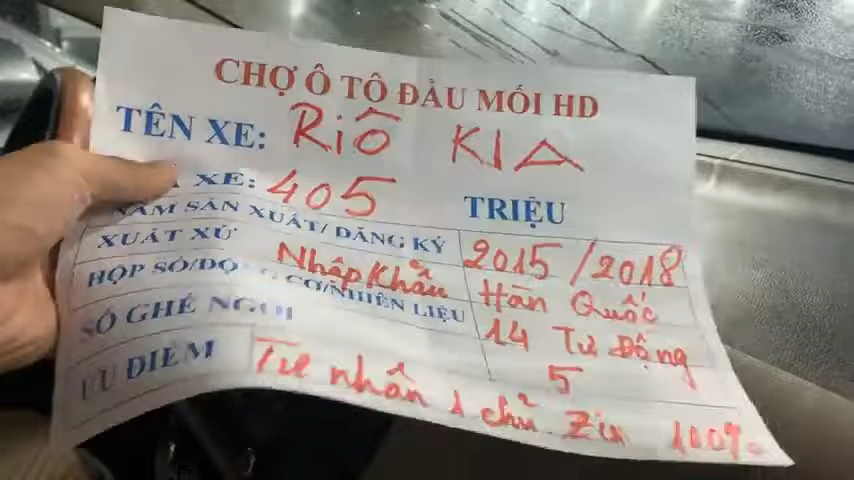 CHỢ Ô TÔ ĐẦU MỐI HD
TÊN XE: RiÔ KIA
XE: 405 TRIỆU
NĂM SẢN XUẤT/ ĐĂNG KÝ 2015/2018
XUẤT XỨ Nhập Khẩu Hàn Quốc
HỘP SỐ/ĐỘNG CƠ/NHIÊN LIỆU 14 Tự Động
SỐ GHẾ NGỒI 5
ƯU ĐIỂM Tư nhân 1 chủ Zin 100%